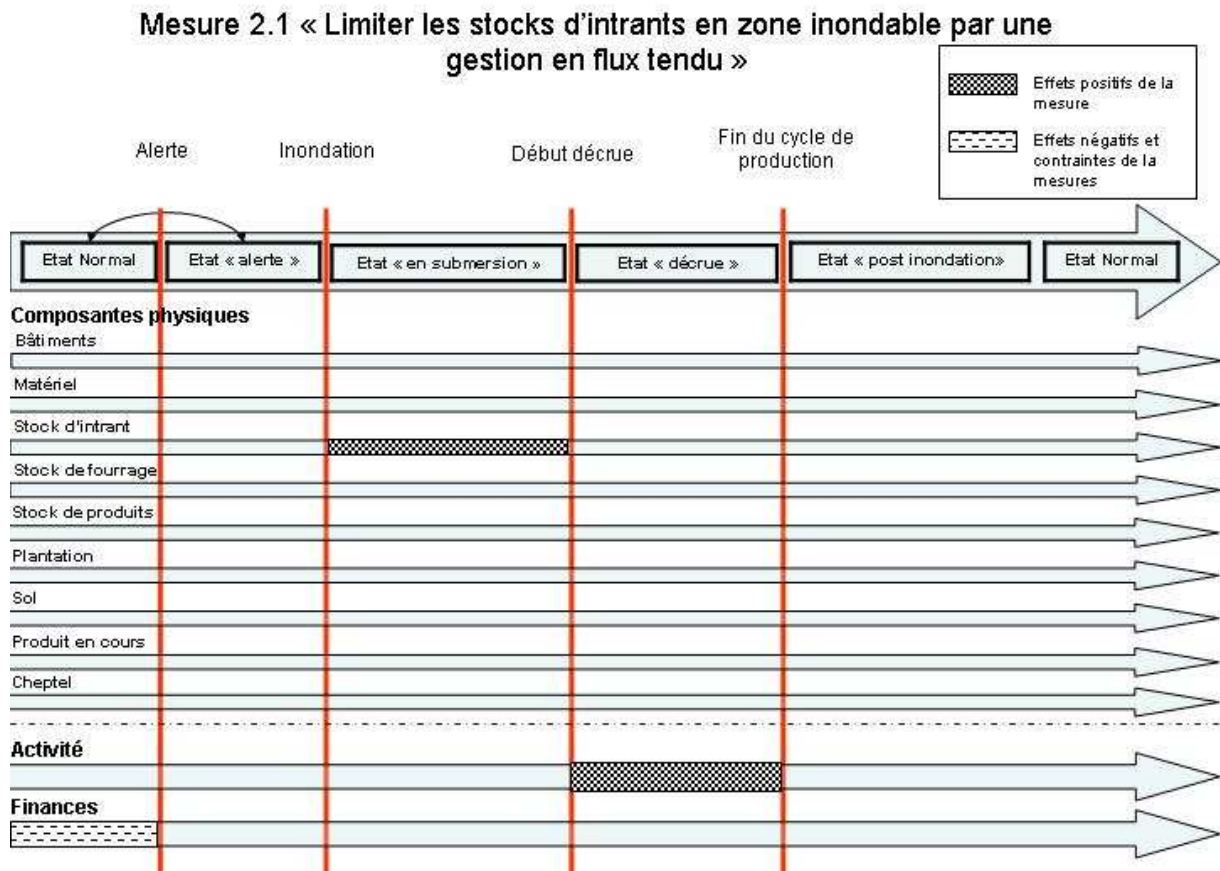 Mesure 2.1 « Limiter les stocks d'intrants en zone inondable par une
gestion en flux tendu »
Effets positifs de la
mesure
Effets négatifs et
contraintes de la
mesures
Alerte
Inondation
Début décrue
Fin du cycle de
production
Etat Normal
Etat « alerte »
Etat « en submersion »
Etat « décrue »
Etat « post inondation»
Etat Normal
Composantes physiques
Bâtiments
Matériel
Stock d'intrant
Stock de fourrage
Stock de produits
Plantation
Sol
Produit en cours
Cheptel
Activité
Finances